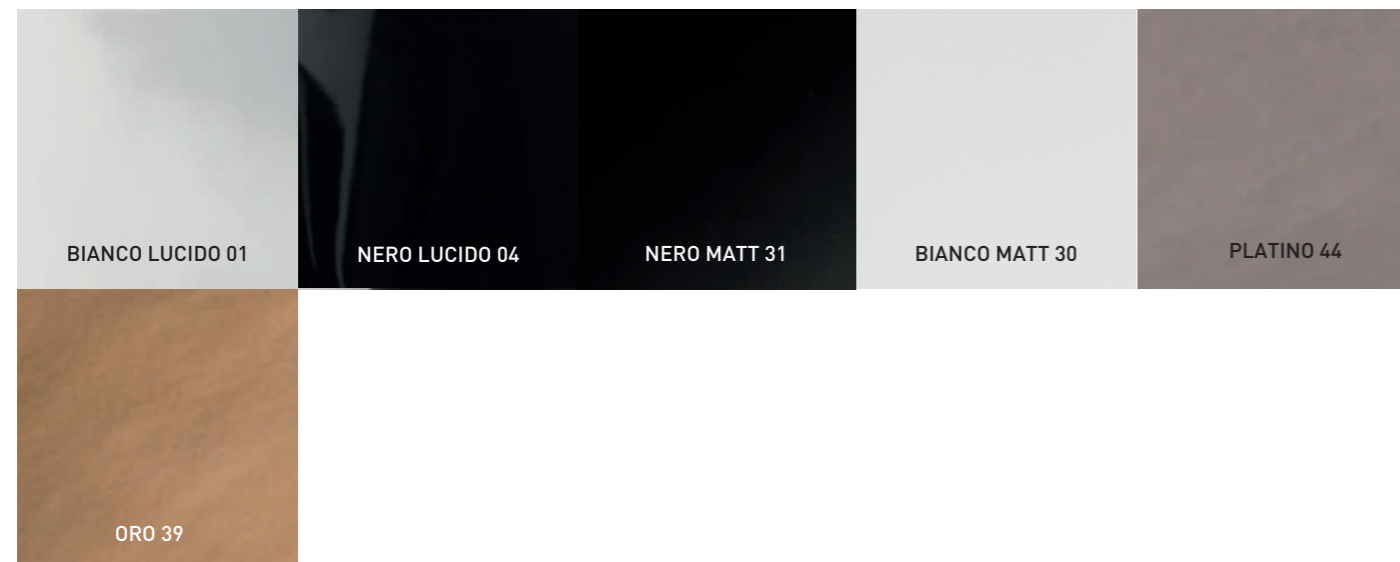 BIANCO LUCIDO 01
NERO LUCIDO 04
NERO MATT 31
BIANCO MATT 30
PLATINO 44
ORO 39